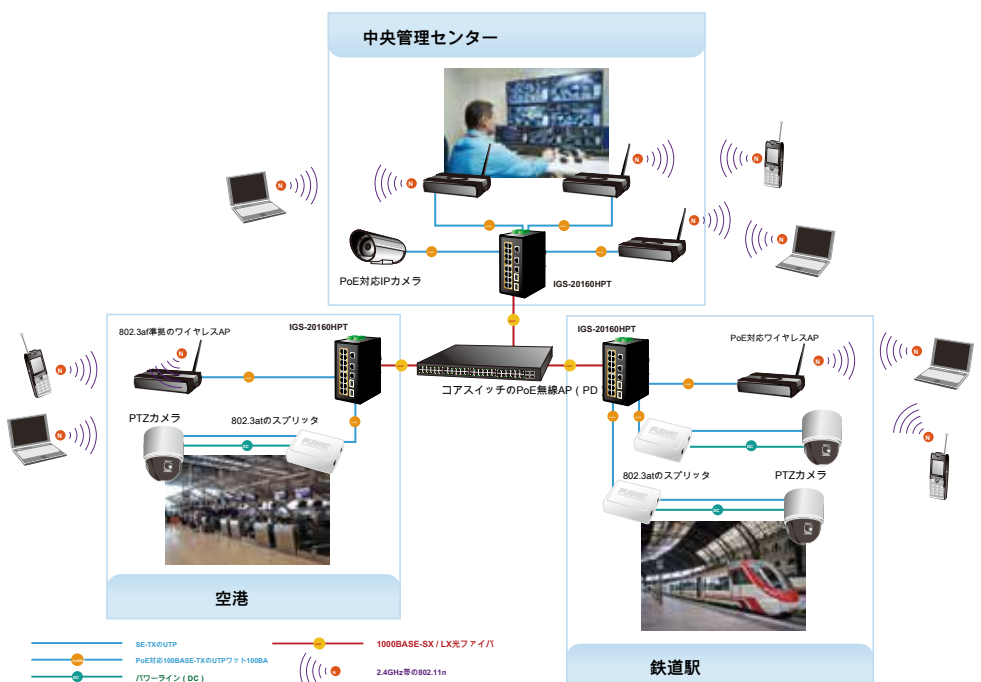 中央管理センター
N
N
N
N
N
N
PoE対応IPカメラ
IGS-20160HPT
802.3af準拠のワイヤレスAP
IGS-20160HPT
IGS-20160HPT
PoE対応ワイヤレスAP
N
N
N
N
N
コアスイッチのPoE無線AP ( PD
PTZカメラ
802.3atのスプリッタ
DC
DC
N
N
802.3atのスプリッタ
PTZカメラ
PLANET
PLANET
DC
空港
鉄道駅
SE-TXのUTP
1000BASE-SX / LX光ファイバ
PoE対応100BASE-TXのUTPワット100BA
DC
パワーライン ( DC )
N
2.4GHz帯の802.11n